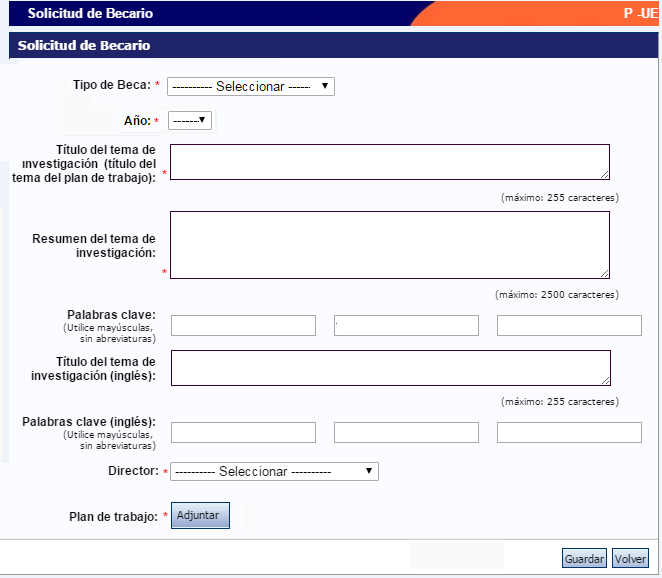 Solicitud de Becario P -UE
Solicitud de Becario
Tipo de Beca: * ---------- Seleccionar ------
Año: * -------
Título del tema de
investigación (título del
tema del plan de trabajo): *
(máximo: 255 caracteres)
Resumen del tema de
investigación:
*
(máximo: 2500 caracteres)
Palabras clave:
(Utilice mayúsculas,
sin abreviaturas)
Título del tema de
investigación (inglés):
(máximo: 255 caracteres)
Palabras clave (inglés):
(Utilice mayúsculas,
sin abreviaturas)
Director: * ---------- Seleccionar ----------
Plan de trabajo: * Adjuntar
Guardar Volver